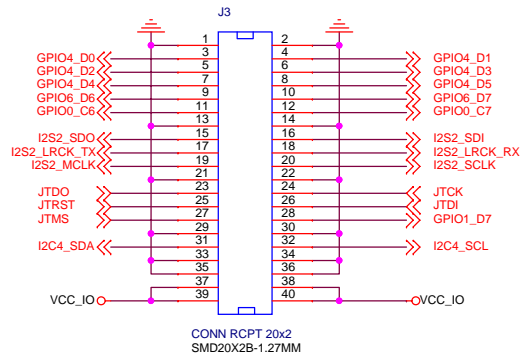 J3
1 2
GPIO4_D0 3 4 GPIO4_D1
GPIO4_D2 5 6 GPIO4_D3
GPIO4_D4 7 8 GPIO4_D5
GPIO6_D6 9 10 GPIO6_D7
GPIO0_C6 11 12 GPIO0_C7
13 14
I2S2_SDO 15 16 I2S2_SDI
I2S2_LRCK_TX 17 18 I2S2_LRCK_RX
I2S2_MCLK 19 20 I2S2_SCLK
21 22
JTDO 23 24 JTCK
JTRST 25 26 JTDI
JTMS 27 28 GPIO1_D7
29 30
I2C4_SDA 31 32 I2C4_SCL
33 34
35 36
37 38
VCC_IO 39 40 VCC_IO
CONN RCPT 20x2
SMD20X2B-1.27MM